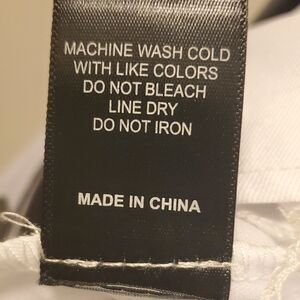 MACHINE WASH COLD
WITH LIKE COLORS
DO NOT BLEACH
LINE DRY
DO NOT IRON
MADE IN CHINA